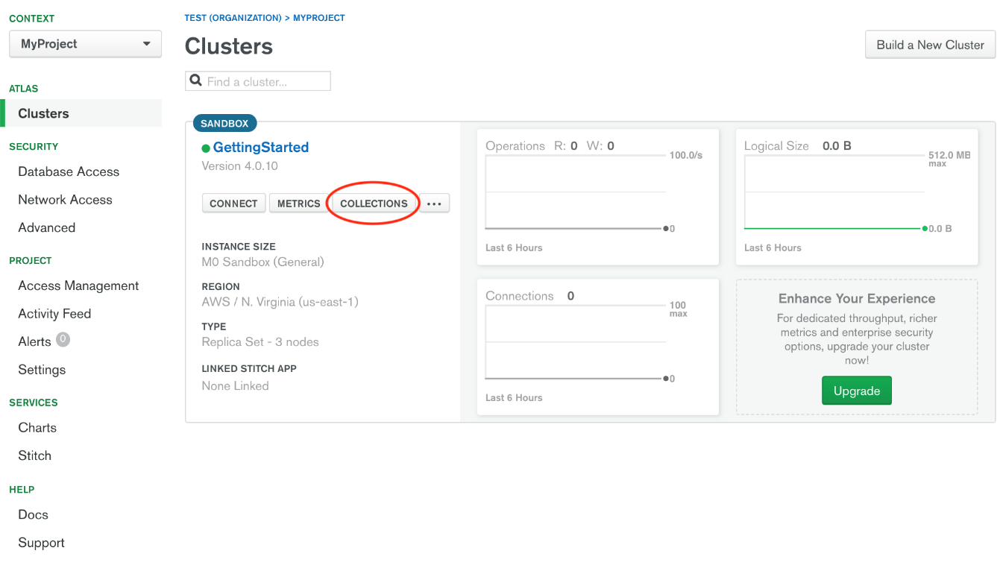 CONTEXT
MyProject
ATLAS
Clusters
SECURITY
Database Access
Network Access
Advanced
PROJECT
Access Management
Activity Feed
Alerts 0
Settings
SERVICES
Charts
Stitch
HELP
Docs
Support
TEST (ORGANIZATION) > MYPROJECT
Clusters
Build a New Cluster
Find a cluster...
SANDBOX
GettingStarted
Version 4.0.10
CONNECT METRICS COLLECTIONS ...
INSTANCE SIZE
M0 Sandbox (General)
REGION
AWS / N. Virginia (us-east-1)
TYPE
Replica Set - 3 nodes
LINKED STITCH APP
None Linked
Operations R: 0 W: 0
100.0/s
0
Last 6 Hours
Logical Size 0.0 B
512.0 MB
max
0.0 B
Last 6 Hours
Connections 0
100
max
0
Last 6 Hours
Enhance Your Experience
For dedicated throughput, richer
metrics and enterprise security
options, upgrade your cluster
now!
Upgrade